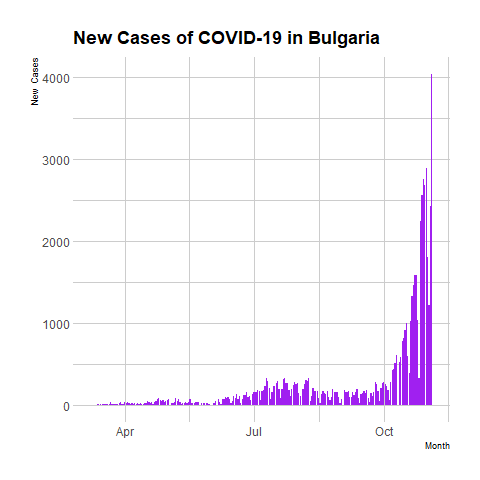 New Cases of COVID-19 in Bulgaria
New Cases
4000
3000
2000
1000
0
Apr
Jul
Oct
Month